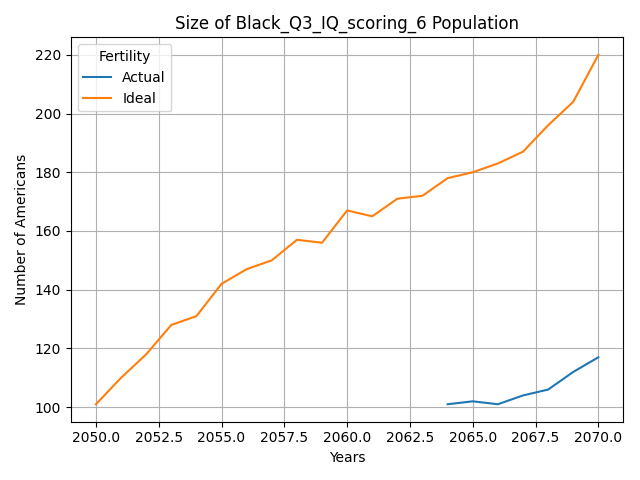 Size of Black_Q3_IQ_scoring_6 Population
Fertility
Actual
Ideal
Number of Americans
220
200
180
160
140
120
100
2050.0 2052.5 2055.0 2057.5 2060.0 2062.5 2065.0 2067.5 2070.0
Years